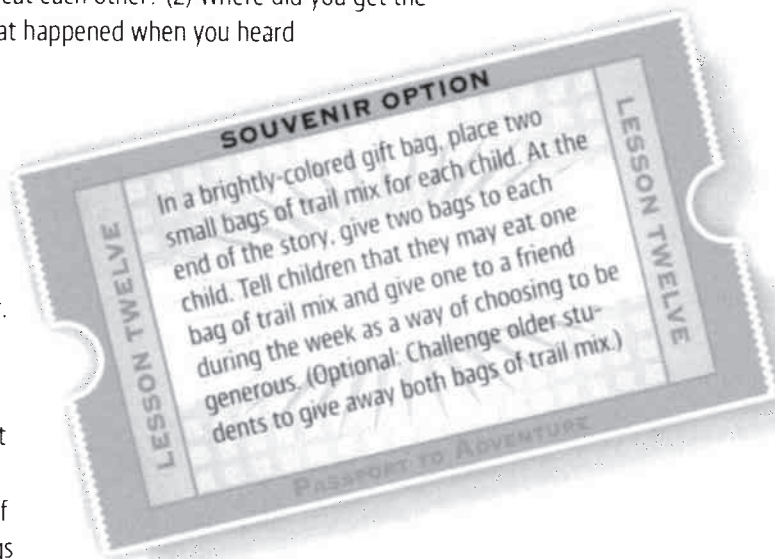 eat each other? (2) Where did you get the
at happened when you heard
SOUVENIR OPTION
In a brightly-colored gift bag, place two
small bags of trail mix for each child. At the
end of the story, give two bags to each
child. Tell children that they may eat one
bag of trail mix and give one to a friend
during the week as a way of choosing to be
generous. (Optional: Challenge older stu-
dents to give away both bags of trail mix.)
LESSON TWELVE
LESSON TWELVE
PASSPORT TO ADVENTURE
t
f
gs